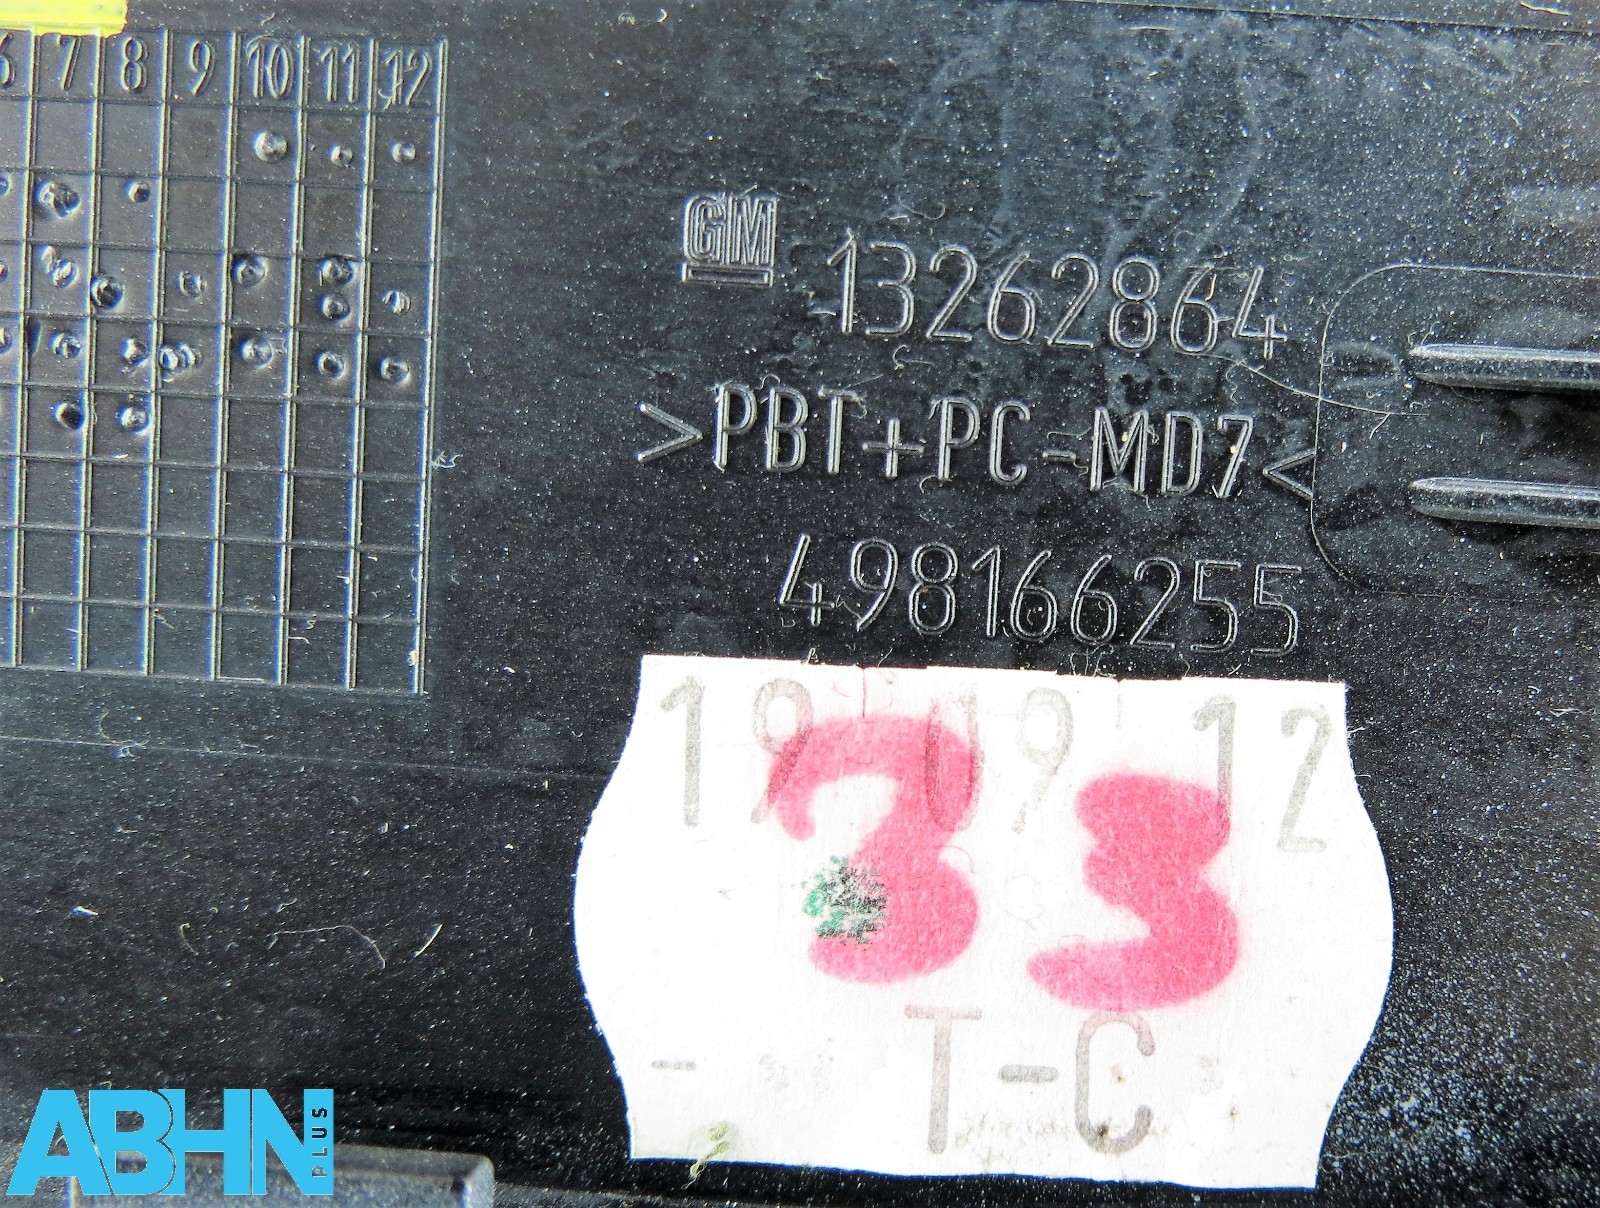 6 7 8 9 10 11 12
GM 13262864
>PBT+PC-MD7<
498166255
19 09 12
33
T-C
ABHN PLUS